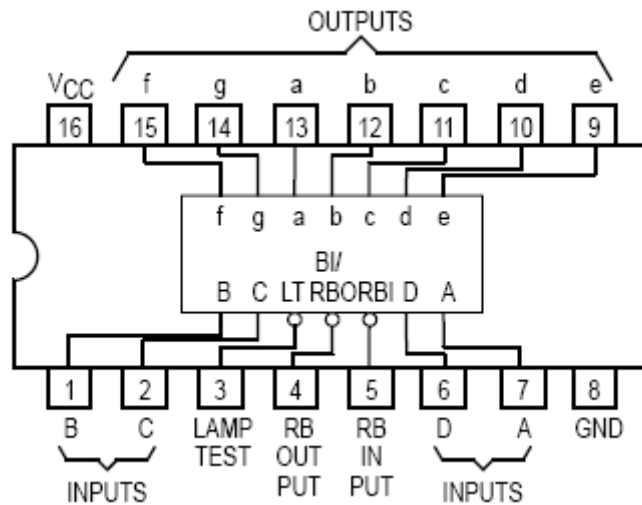 OUTPUTS
VCC f g a b c d e
16 15 14 13 12 11 10 9
f g a b c d e
BI/
B C LT RBO RBI D A
1 2 3 4 5 6 7 8
B C LAMP RB RB D A GND
TEST OUT IN
PUT PUT
INPUTS INPUTS